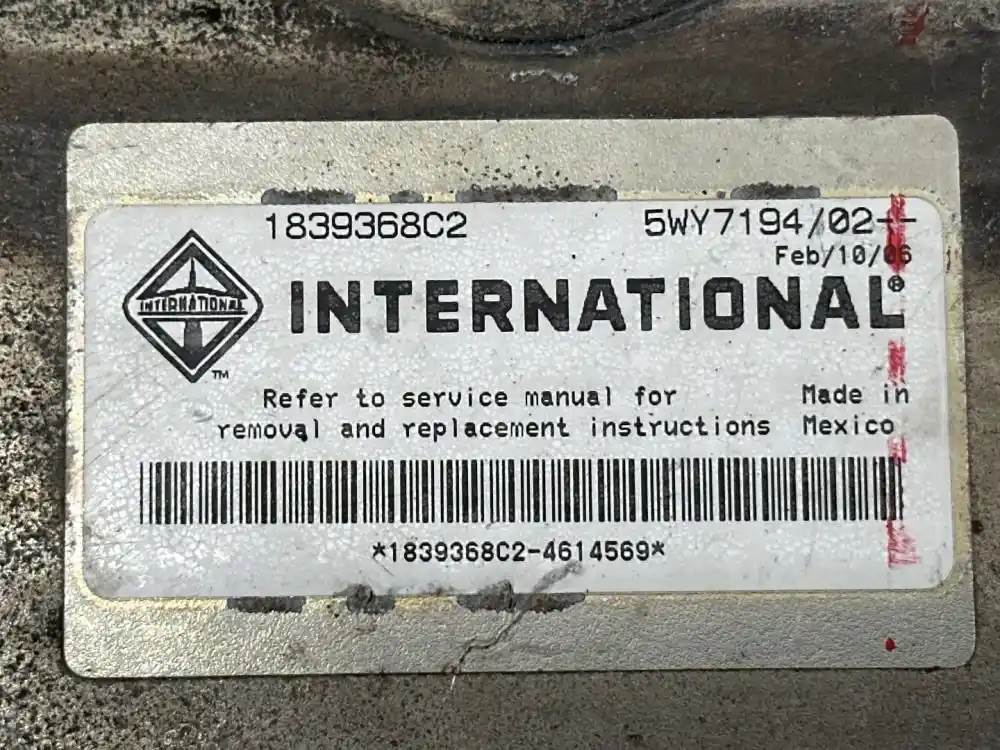 1839368C2 5WY7194/02--
Feb/10/06
INTERNATIONAL
TM
INTERNATIONAL®
Refer to service manual for Made in
removal and replacement instructions Mexico
*1839368C2-4614569*